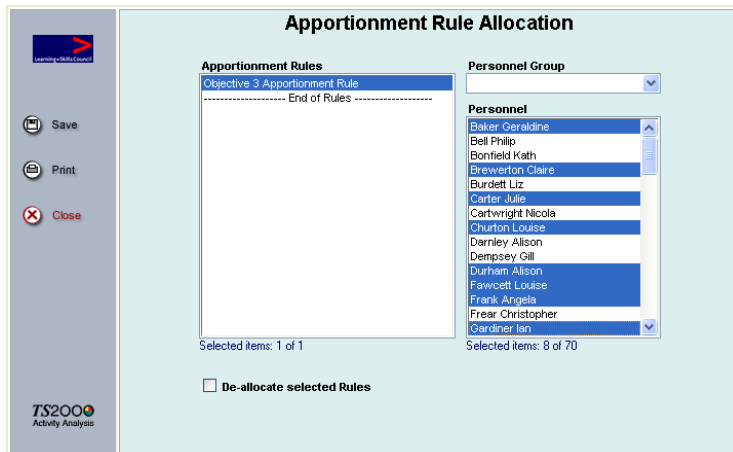 Apportionment Rule Allocation
Learning+Skills Council
Save
Print
Close
TS2000
Activity Analysis
Apportionment Rules
Objective 3 Apportionment Rule
-------------------- End of Rules -------------------
Selected items: 1 of 1
De-allocate selected Rules
Personnel Group
Personnel
Baker Geraldine
Bell Philip
Bonfield Kath
Brewerton Claire
Burdett Liz
Carter Julie
Cartwright Nicola
Churton Louise
Darnley Alison
Dempsey Gill
Durham Alison
Fawcett Louise
Frank Angela
Frear Christopher
Gardiner Ian
Selected items: 8 of 70